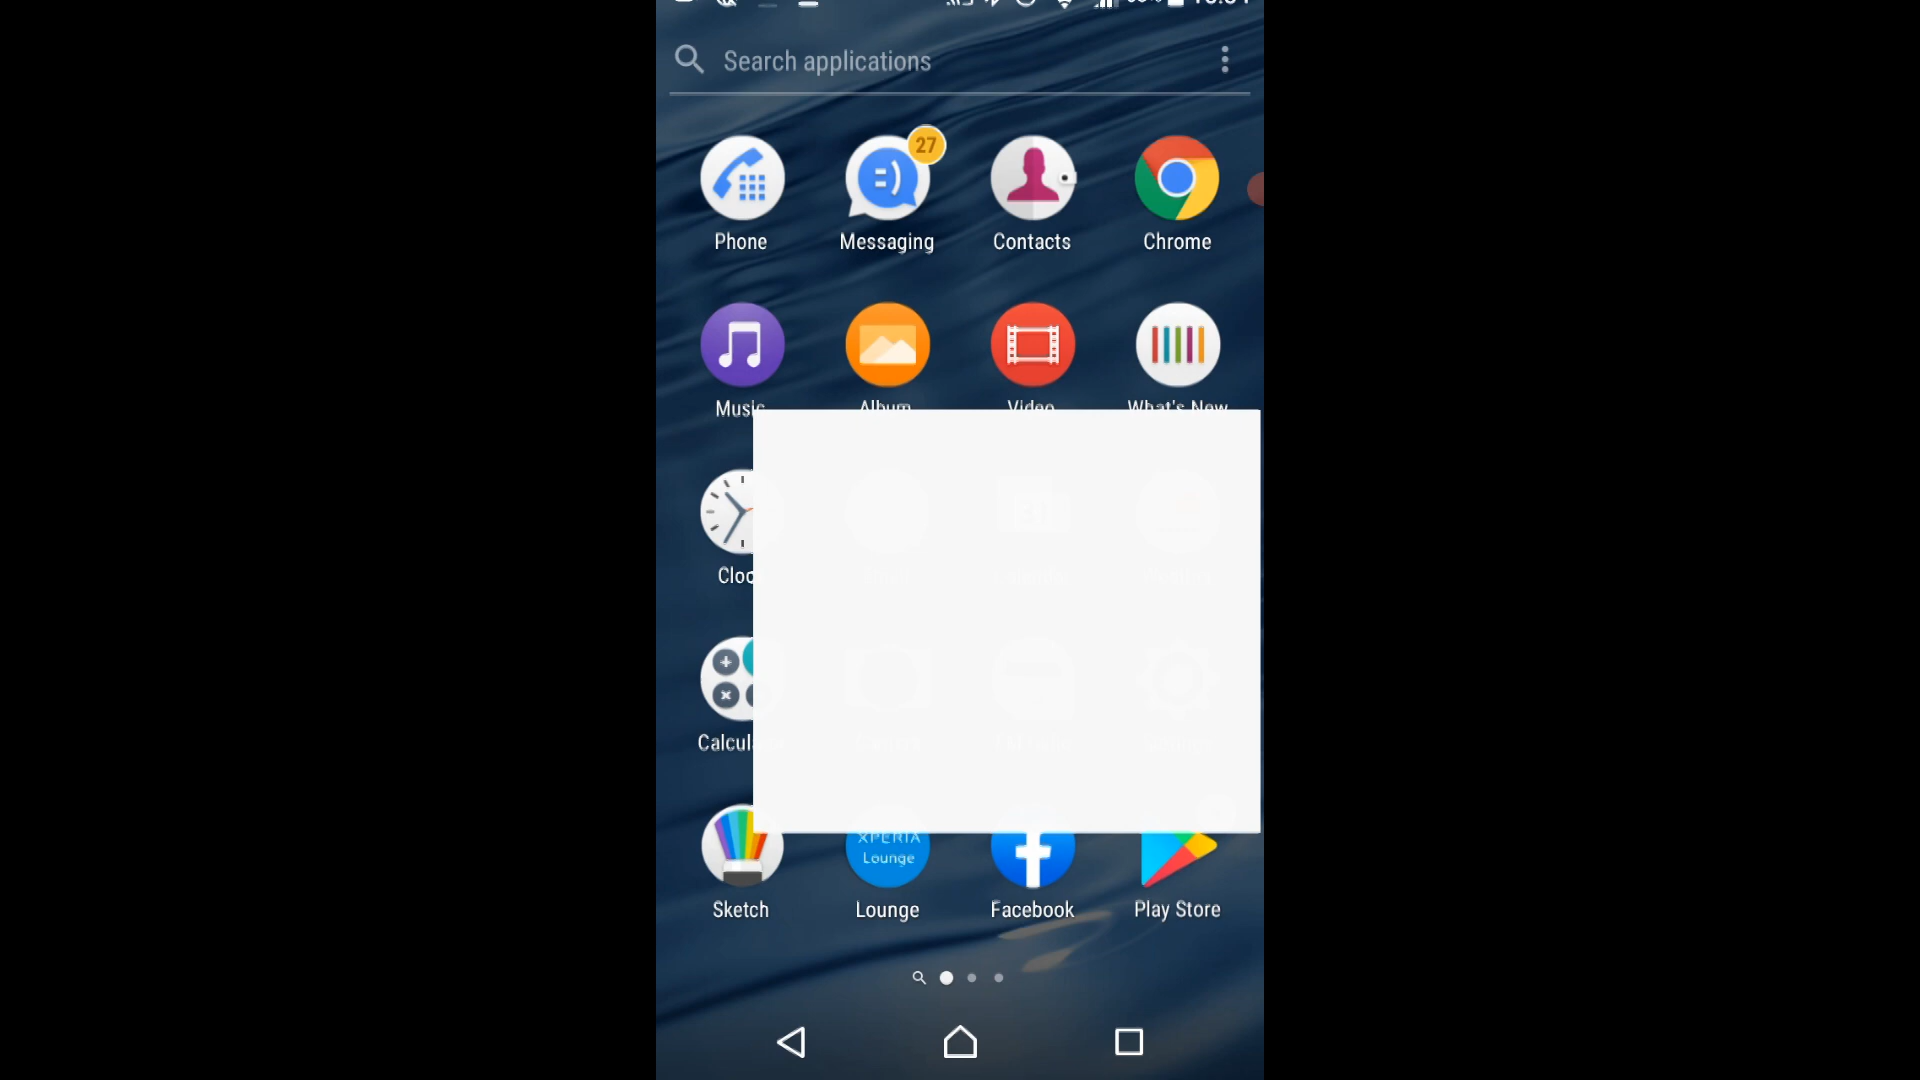 Search applications
27
Phone Messaging Contacts Chrome
Music Album Video What's New
Cloc
Calcul
XPERIA
Lounge
Sketch Lounge Facebook Play Store